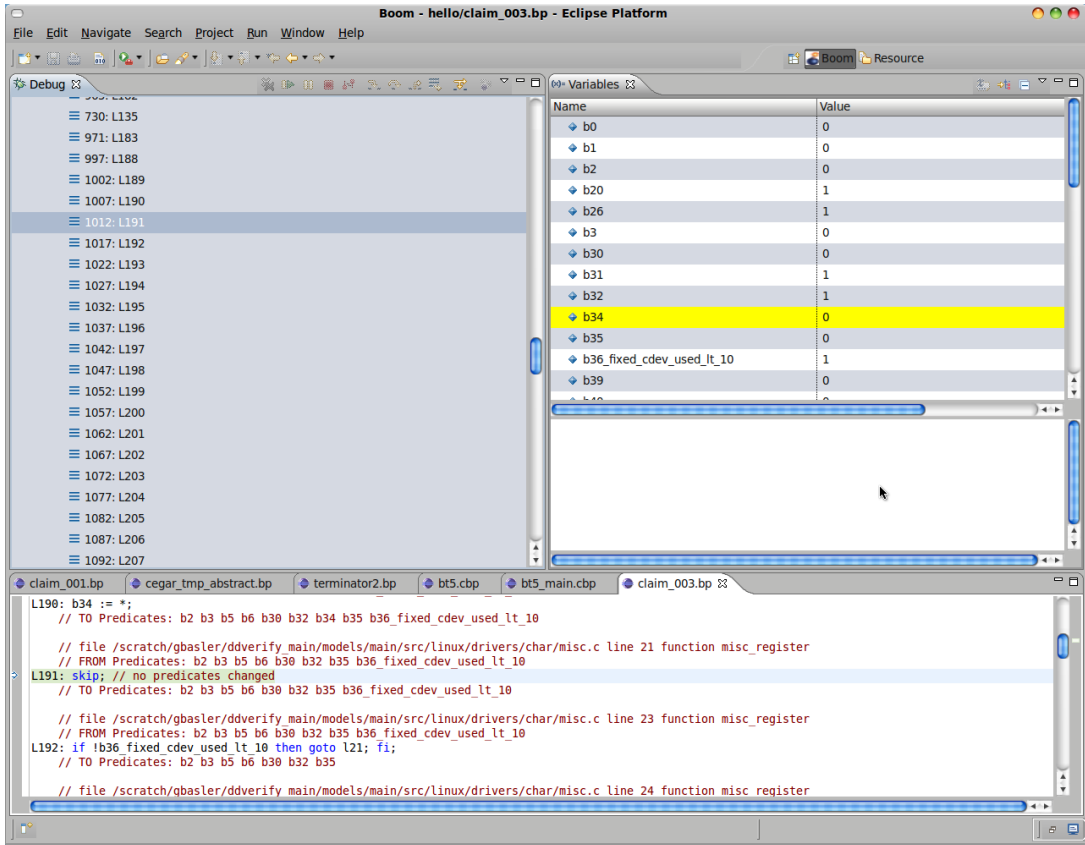 Boom - hello/claim_003.bp - Eclipse Platform
File Edit Navigate Search Project Run Window Help
Boom Resource
Debug
730: L135
971: L183
997: L188
1002: L189
1007: L190
1012: L191
1017: L192
1022: L193
1027: L194
1032: L195
1037: L196
1042: L197
1047: L198
1052: L199
1057: L200
1062: L201
1067: L202
1072: L203
1077: L204
1082: L205
1087: L206
1092: L207
(x)= Variables
Name Value
b0 0
b1 0
b2 0
b20 1
b26 1
b3 0
b30 0
b31 1
b32 1
b34 0
b35 0
b36_fixed_cdev_used_lt_10 1
b39 0
claim_001.bp cegar_tmp_abstract.bp terminator2.bp bt5.cbp bt5_main.cbp claim_003.bp
L190: b34 := *;
// TO Predicates: b2 b3 b5 b6 b30 b32 b34 b35 b36_fixed_cdev_used_lt_10
// file /scratch/gbasler/ddverify_main/models/main/src/linux/drivers/char/misc.c line 21 function misc_register
// FROM Predicates: b2 b3 b5 b6 b30 b32 b35 b36_fixed_cdev_used_lt_10
L191: skip; // no predicates changed
// TO Predicates: b2 b3 b5 b6 b30 b32 b35 b36_fixed_cdev_used_lt_10
// file /scratch/gbasler/ddverify_main/models/main/src/linux/drivers/char/misc.c line 23 function misc_register
// FROM Predicates: b2 b3 b5 b6 b30 b32 b35 b36_fixed_cdev_used_lt_10
L192: if !b36_fixed_cdev_used_lt_10 then goto l21; fi;
// TO Predicates: b2 b3 b5 b6 b30 b32 b35
// file /scratch/gbasler/ddverify_main/models/main/src/linux/drivers/char/misc.c line 24 function misc_register